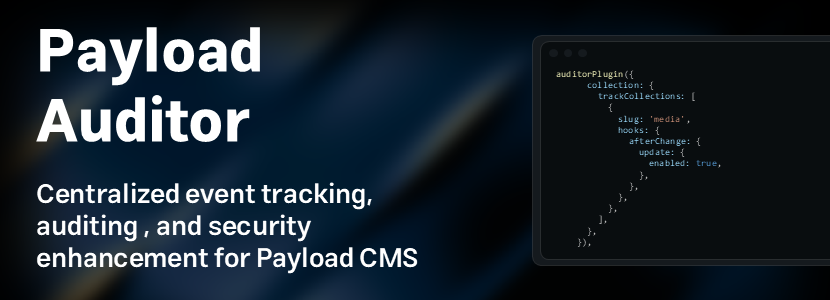 Payload
Auditor
Centralized event tracking,
auditing , and security
enhancement for Payload CMS
auditorPlugin({
collection: {
trackCollections: [
{
slug: 'media',
hooks: {
afterChange: {
update: {
enabled: true,
},
},
},
},
],
},
}),